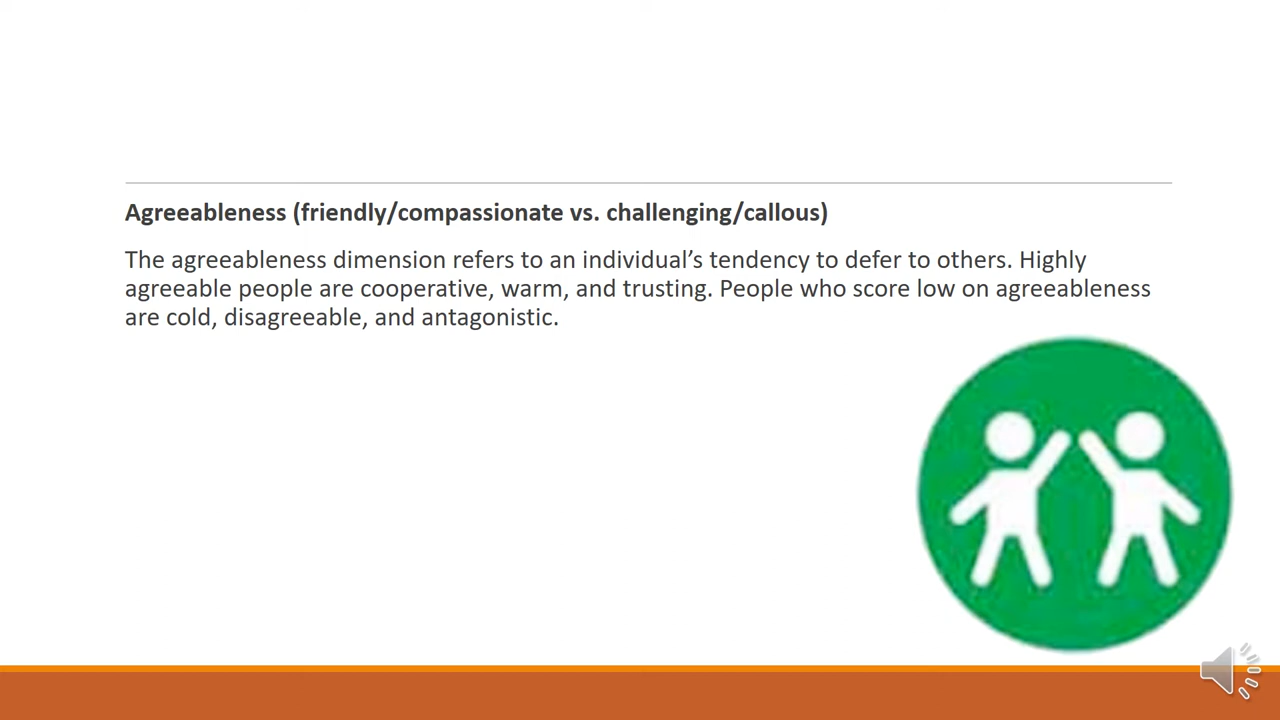 Agreeableness (friendly/compassionate vs. challenging/callous)
The agreeableness dimension refers to an individual’s tendency to defer to others. Highly
agreeable people are cooperative, warm, and trusting. People who score low on agreeableness
are cold, disagreeable, and antagonistic.